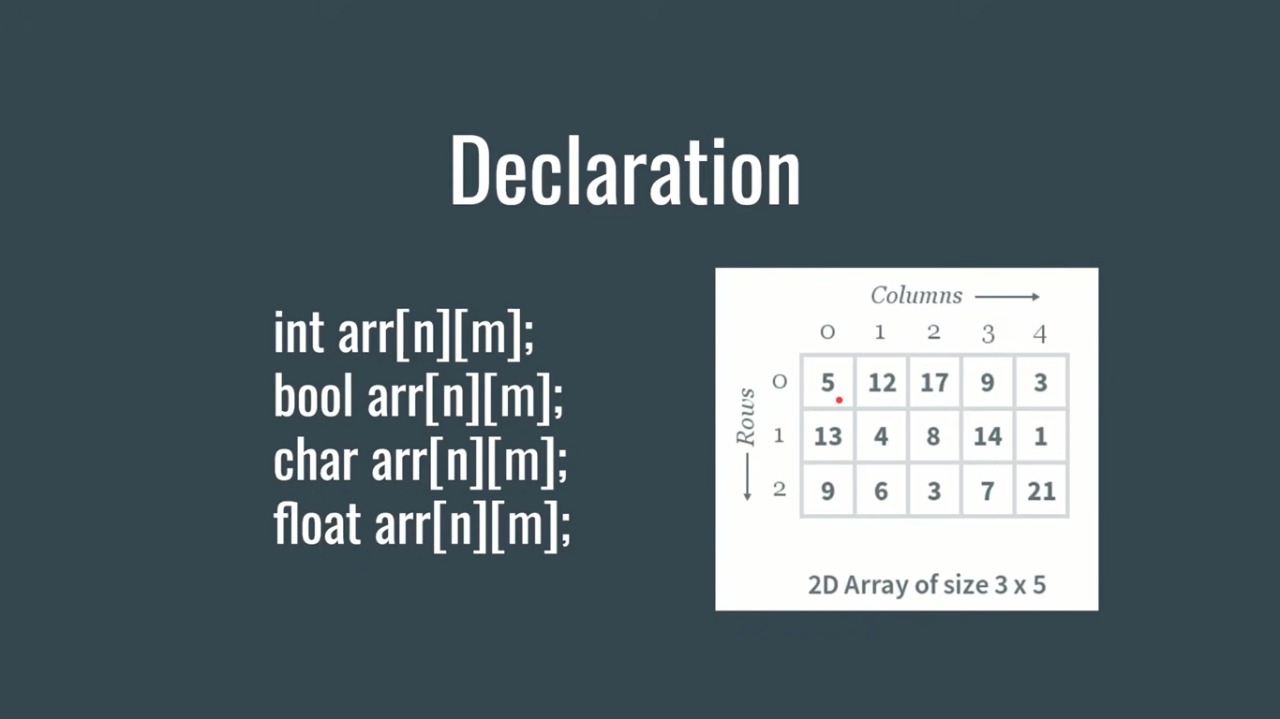 Declaration
int arr[n][m];
bool arr[n][m];
char arr[n][m];
float arr[n][m];
Columns
0 1 2 3 4
Rows
0 5 12 17 9 3
1 13 4 8 14 1
2 9 6 3 7 21
2D Array of size 3 x 5